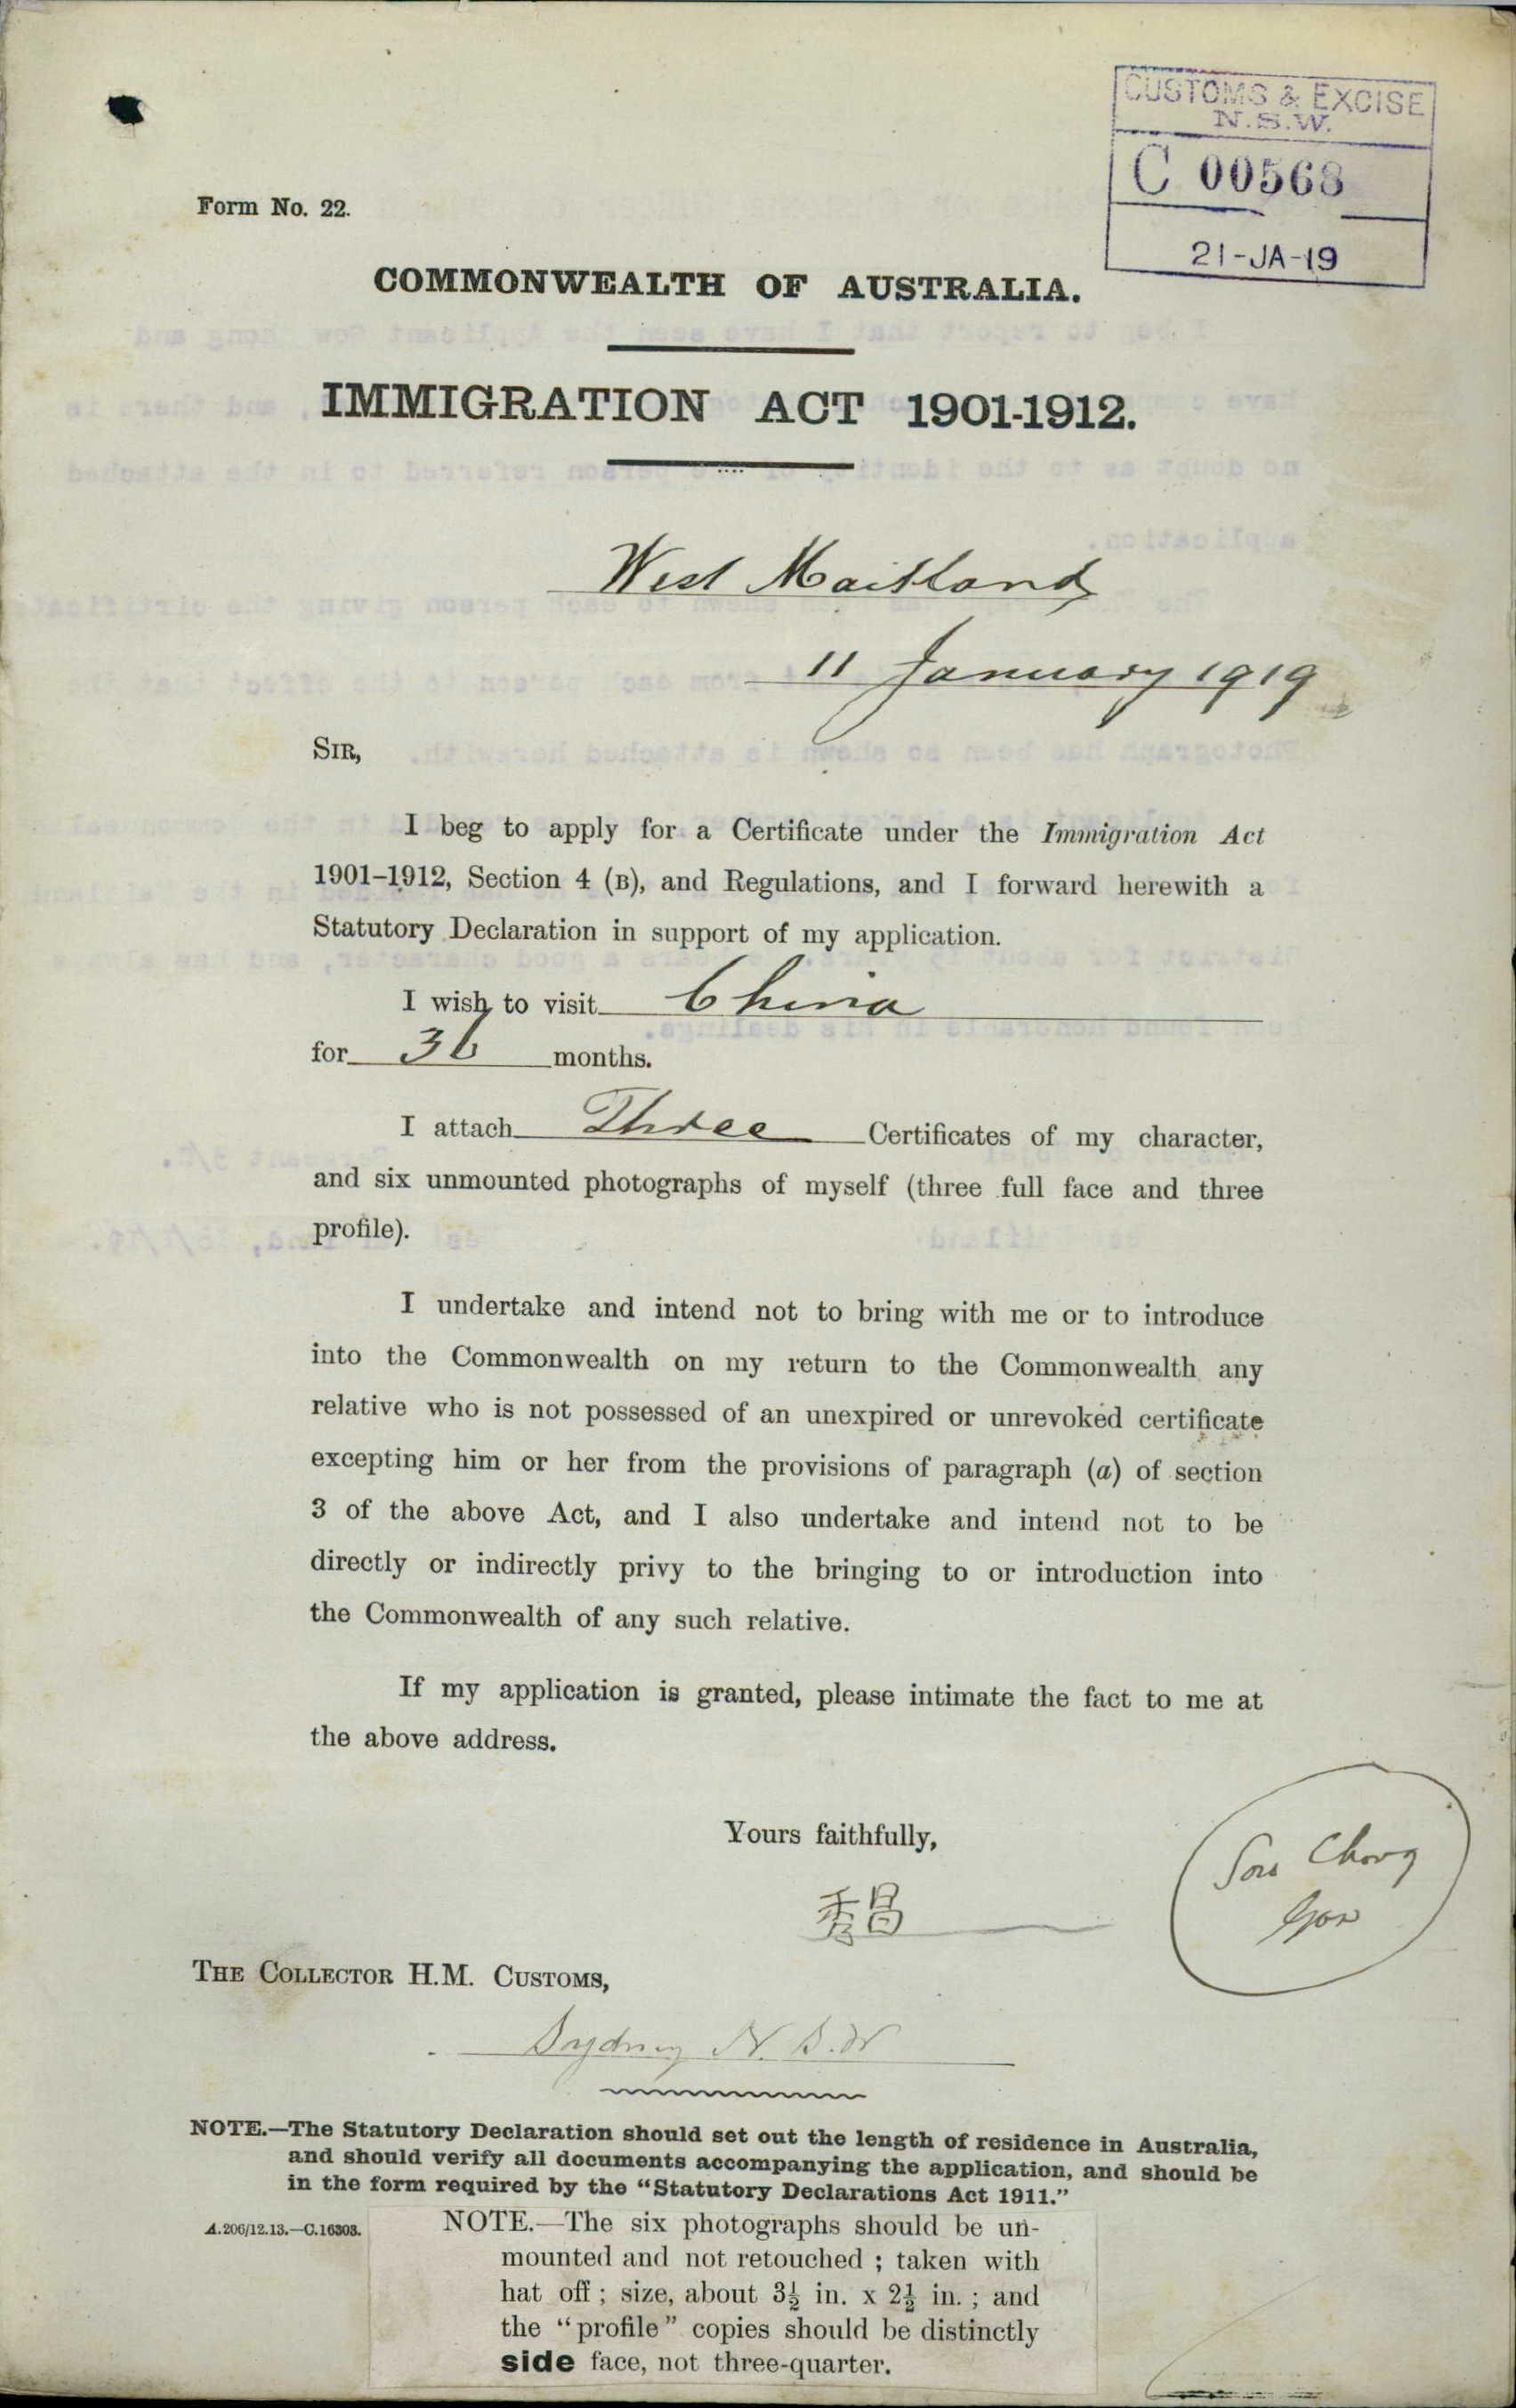 CUSTOMS & EXCISE
N.S.W.
C 00568
21-JA-19
Form No. 22.
COMMONWEALTH OF AUSTRALIA.
IMMIGRATION ACT 1901-1912.
West Maitland
11 January 1919
SIR,
I beg to apply for a Certificate under the Immigration Act
1901-1912, Section 4 (B), and Regulations, and I forward herewith a
Statutory Declaration in support of my application.
I wish to visit China
for 36 months.
I attach Three Certificates of my character,
and six unmounted photographs of myself (three full face and three
profile).
I undertake and intend not to bring with me or to introduce
into the Commonwealth on my return to the Commonwealth any
relative who is not possessed of an unexpired or unrevoked certificate
excepting him or her from the provisions of paragraph (a) of section
3 of the above Act, and I also undertake and intend not to be
directly or indirectly privy to the bringing to or introduction into
the Commonwealth of any such relative.
If my application is granted, please intimate the fact to me at
the above address.
Yours faithfully,
秀昌
Chong
THE COLLECTOR H.M. CUSTOMS,
Sydney N.S.W
NOTE.—The Statutory Declaration should set out the length of residence in Australia,
and should verify all documents accompanying the application, and should be
in the form required by the "Statutory Declarations Act 1911."
A.206/12.13.—C.16303.
NOTE.—The six photographs should be un-
mounted and not retouched ; taken with
hat off ; size, about 3½ in. x 2½ in. ; and
the "profile" copies should be distinctly
side face, not three-quarter.